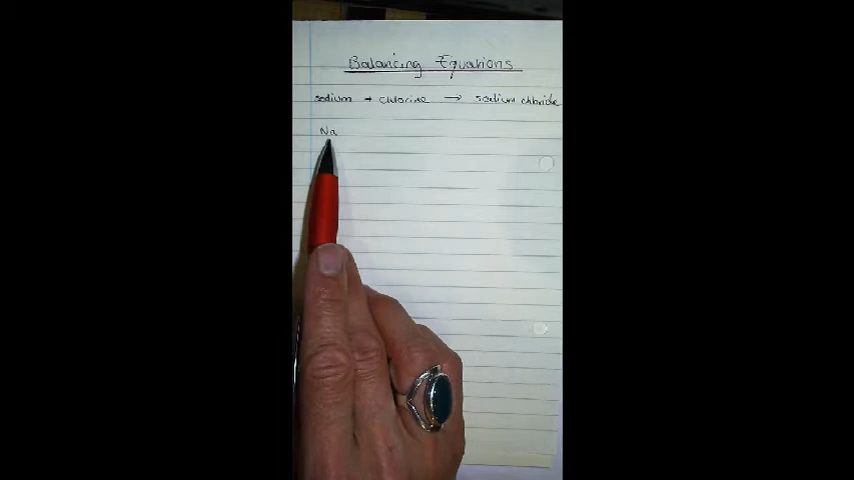 Balancing Equations
sodium + chlorine → sodium chloride
Na